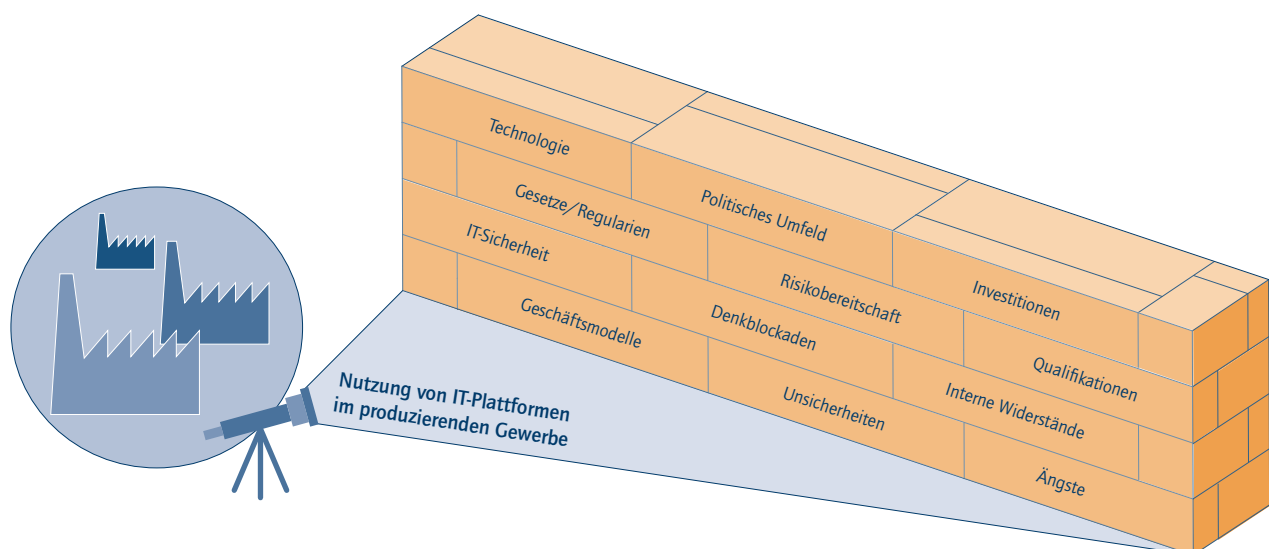 Technologie
Politisches Umfeld
Investitionen
Gesetze/Regularien
Risikobereitschaft
Qualifikationen
IT-Sicherheit
Denkblockaden
Interne Widerstände
Geschäftsmodelle
Unsicherheiten
Ängste
Nutzung von IT-Plattformen
im produzierenden Gewerbe